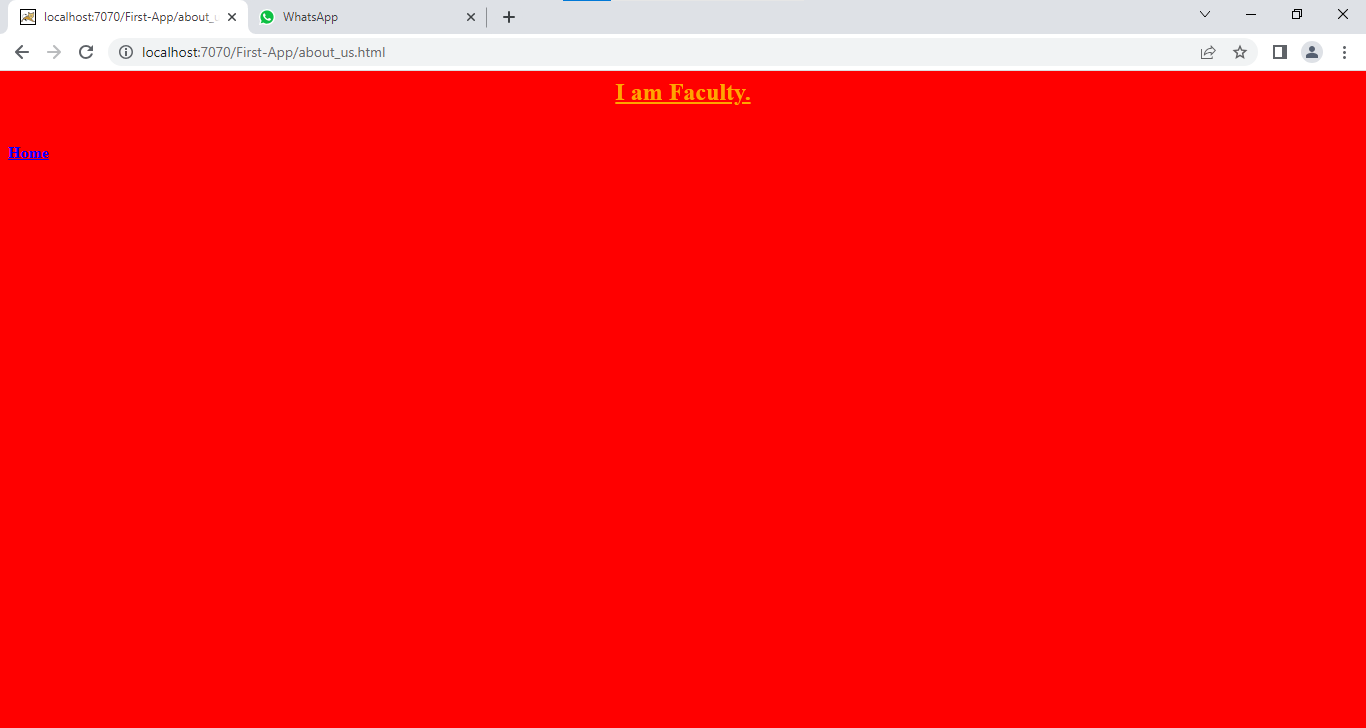 localhost:7070/First-App/about_u
WhatsApp
localhost:7070/First-App/about_us.html
I am Faculty.
Home